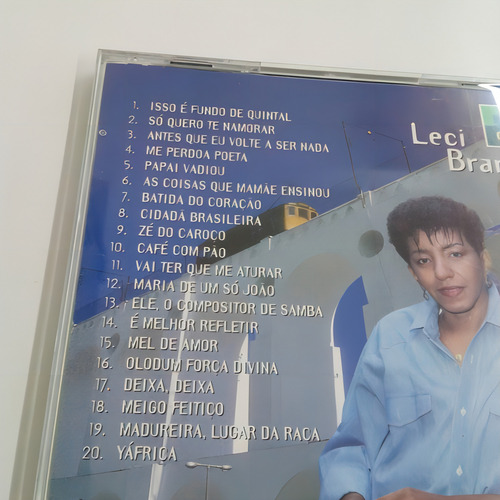 1. ISSO É FUNDO DE QUINTAL
2. SÓ QUERO TE NAMORAR
3. ANTES QUE EU VOLTE A SER NADA
4. ME PERDOA POETA
5. PAPAI VADIOU
6. AS COISAS QUE MAMÃE ENSINOU
7. BATIDA DO CORAÇÃO
8. CIDADÃ BRASILEIRA
9. ZÉ DO CAROÇO
10. CAFÉ COM PÃO
11. VAI TER QUE ME ATURAR
12. MARIA DE UM SÓ JOÃO
13. ELE, O COMPOSITOR DE SAMBA
14. É MELHOR REFLETIR
15. MEL DE AMOR
16. OLODUM FORÇA DIVINA
17. DEIXA, DEIXA
18. MEIGO FEITIÇO
19. MADUREIRA, LUGAR DA RAÇA
20. YÁFRICA
Leci
Bran